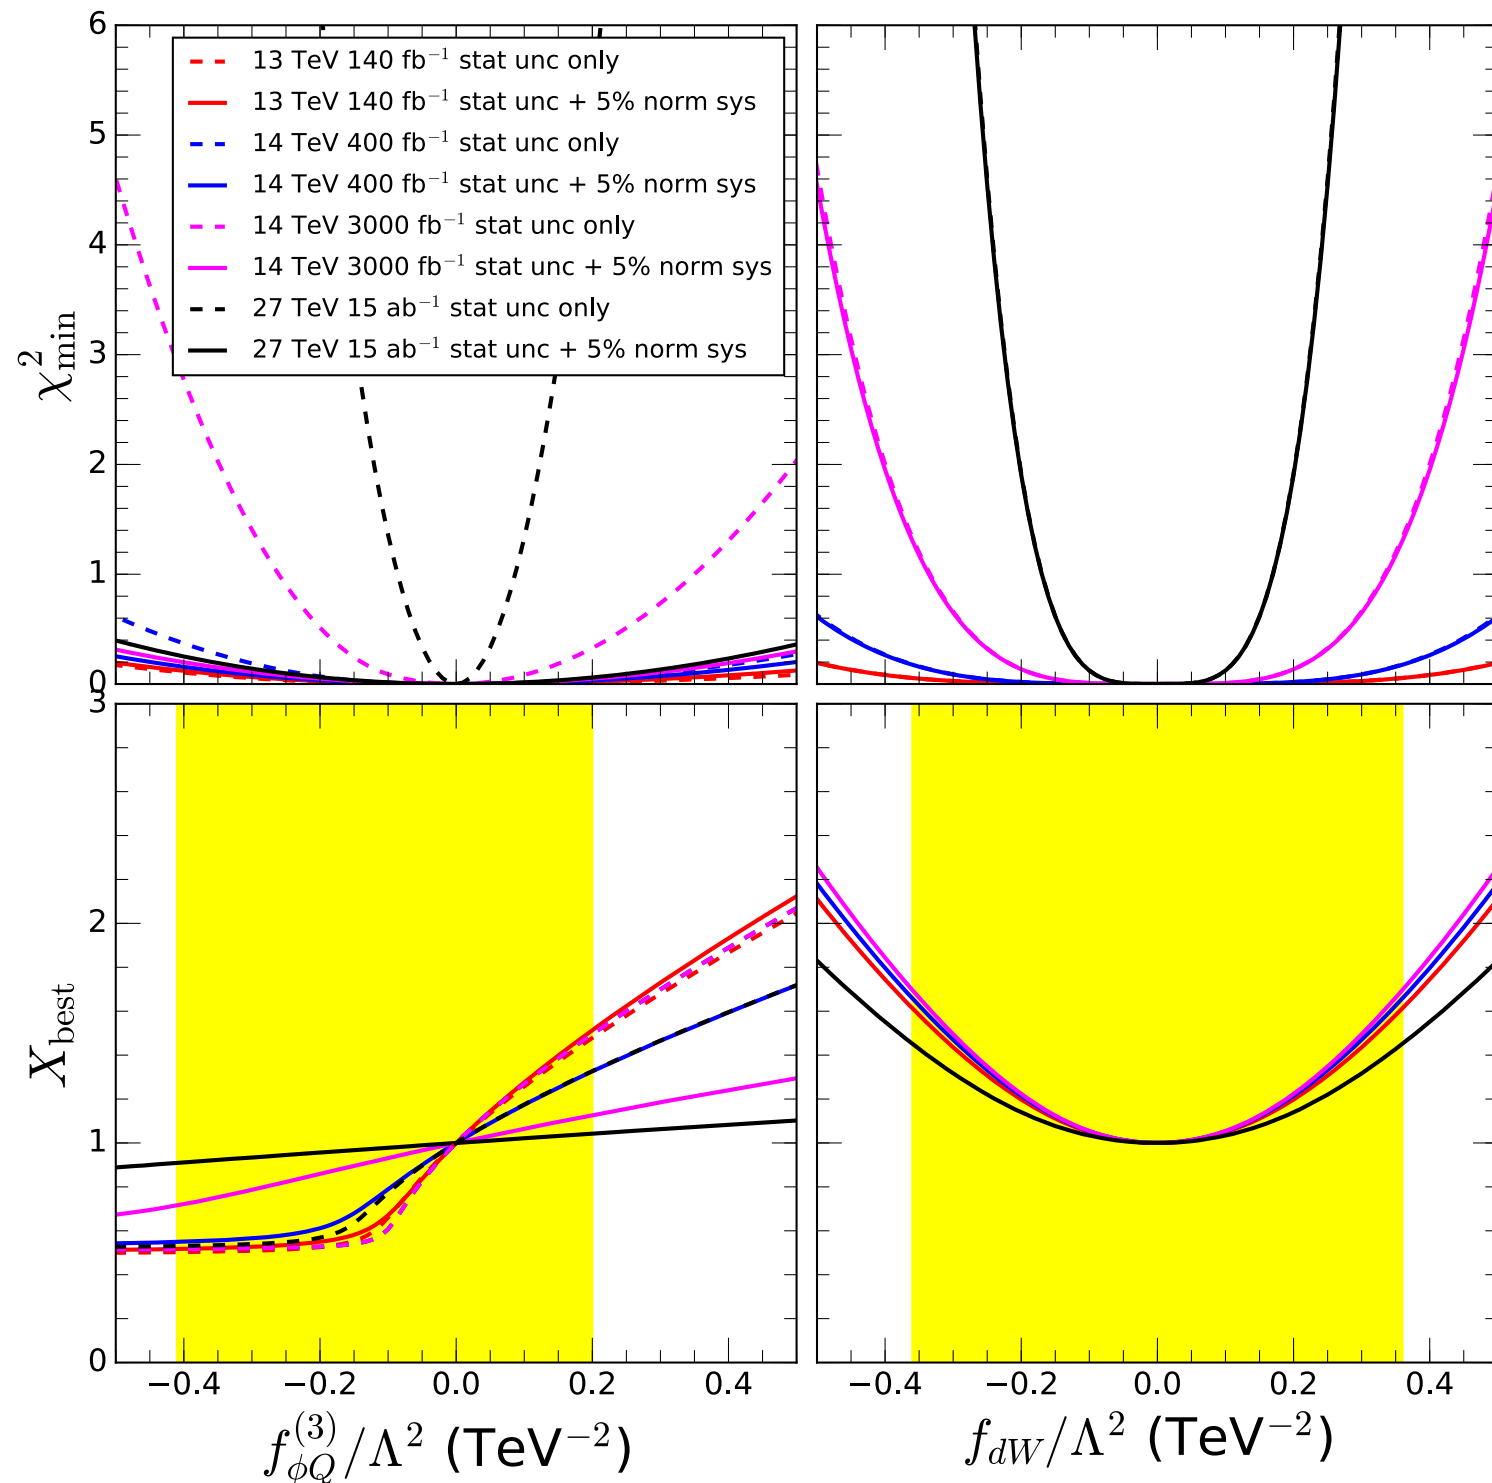 6
5
4
3
2
1
0
χ²_min
13 TeV 140 fb⁻¹ stat unc only
13 TeV 140 fb⁻¹ stat unc + 5% norm sys
14 TeV 400 fb⁻¹ stat unc only
14 TeV 400 fb⁻¹ stat unc + 5% norm sys
14 TeV 3000 fb⁻¹ stat unc only
14 TeV 3000 fb⁻¹ stat unc + 5% norm sys
27 TeV 15 ab⁻¹ stat unc only
27 TeV 15 ab⁻¹ stat unc + 5% norm sys
3
2
1
0
X_best
−0.4 −0.2 0.0 0.2 0.4
−0.4 −0.2 0.0 0.2 0.4
f_{ϕQ}^{(3)}/Λ² (TeV⁻²)
f_{dW}/Λ² (TeV⁻²)